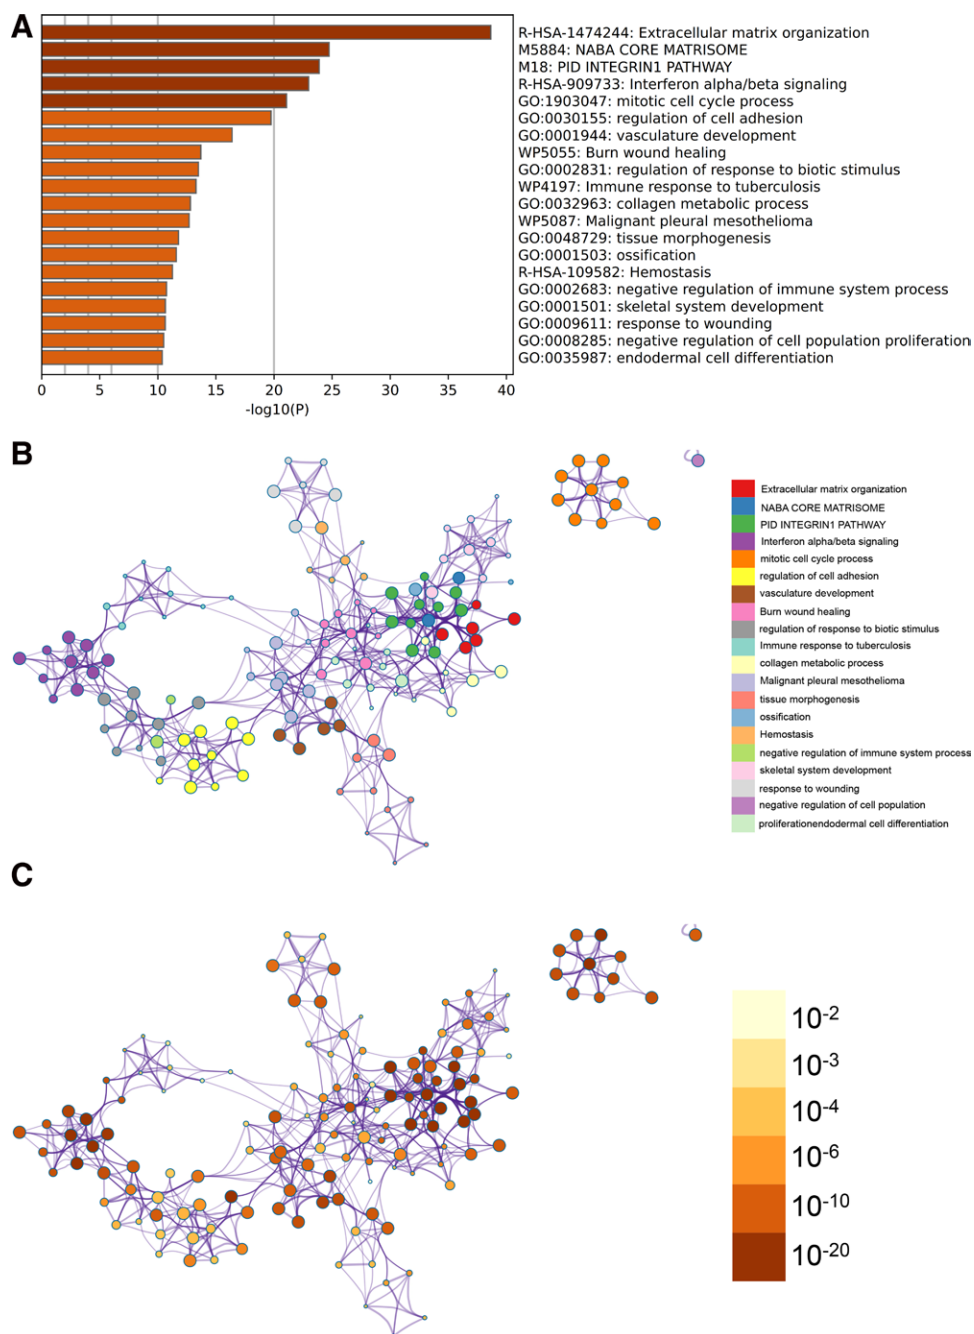 A
R-HSA-1474244: Extracellular matrix organization
M5884: NABA CORE MATRISOME
M18: PID INTEGRIN1 PATHWAY
R-HSA-909733: Interferon alpha/beta signaling
GO:1903047: mitotic cell cycle process
GO:0030155: regulation of cell adhesion
GO:0001944: vasculature development
WP5055: Burn wound healing
GO:0002831: regulation of response to biotic stimulus
WP4197: Immune response to tuberculosis
GO:0032963: collagen metabolic process
WP5087: Malignant pleural mesothelioma
GO:0048729: tissue morphogenesis
GO:0001503: ossification
R-HSA-109582: Hemostasis
GO:0002683: negative regulation of immune system process
GO:0001501: skeletal system development
GO:0009611: response to wounding
GO:0008285: negative regulation of cell population proliferation
GO:0035987: endodermal cell differentiation
0 5 10 15 20 25 30 35 40
-log10(P)
B
Extracellular matrix organization
NABA CORE MATRISOME
PID INTEGRIN1 PATHWAY
Interferon alpha/beta signaling
mitotic cell cycle process
regulation of cell adhesion
vasculature development
Burn wound healing
regulation of response to biotic stimulus
Immune response to tuberculosis
collagen metabolic process
Malignant pleural mesothelioma
tissue morphogenesis
ossification
Hemostasis
negative regulation of immune system process
skeletal system development
response to wounding
negative regulation of cell population
proliferationendodermal cell differentiation
C
10-2
10-3
10-4
10-6
10-10
10-20